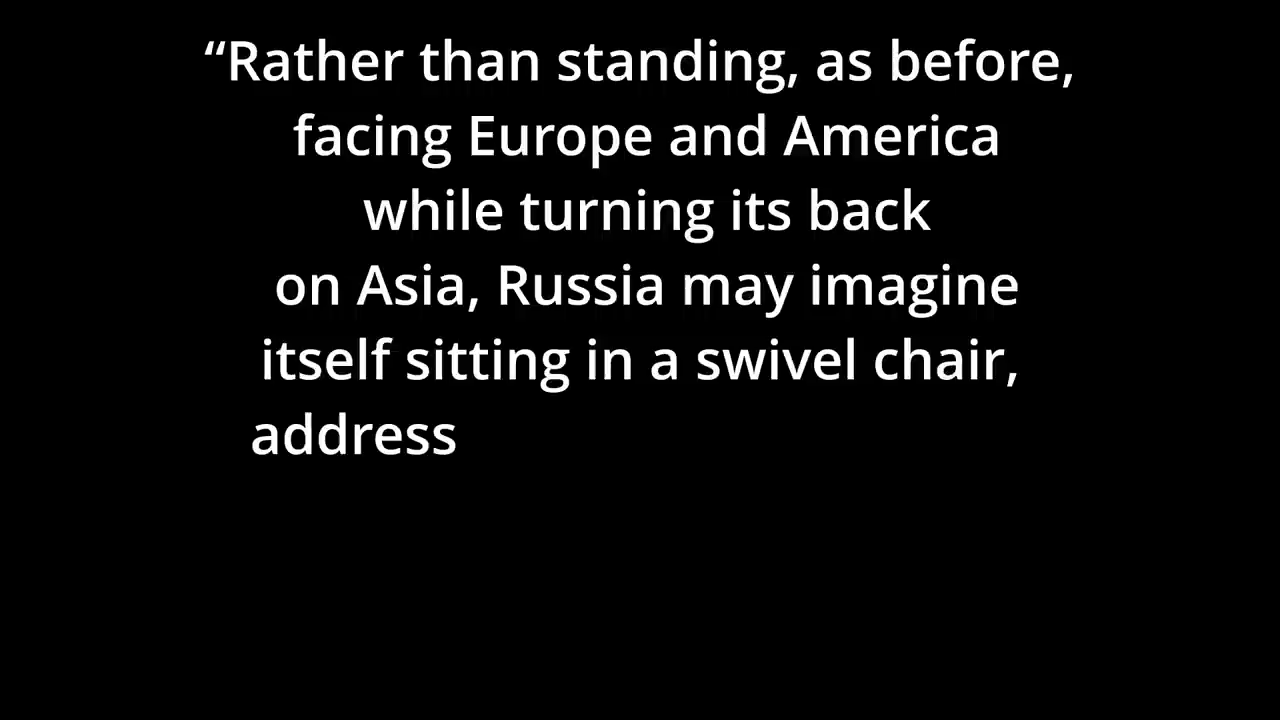 “Rather than standing, as before,
facing Europe and America
while turning its back
on Asia, Russia may imagine
itself sitting in a swivel chair,
address